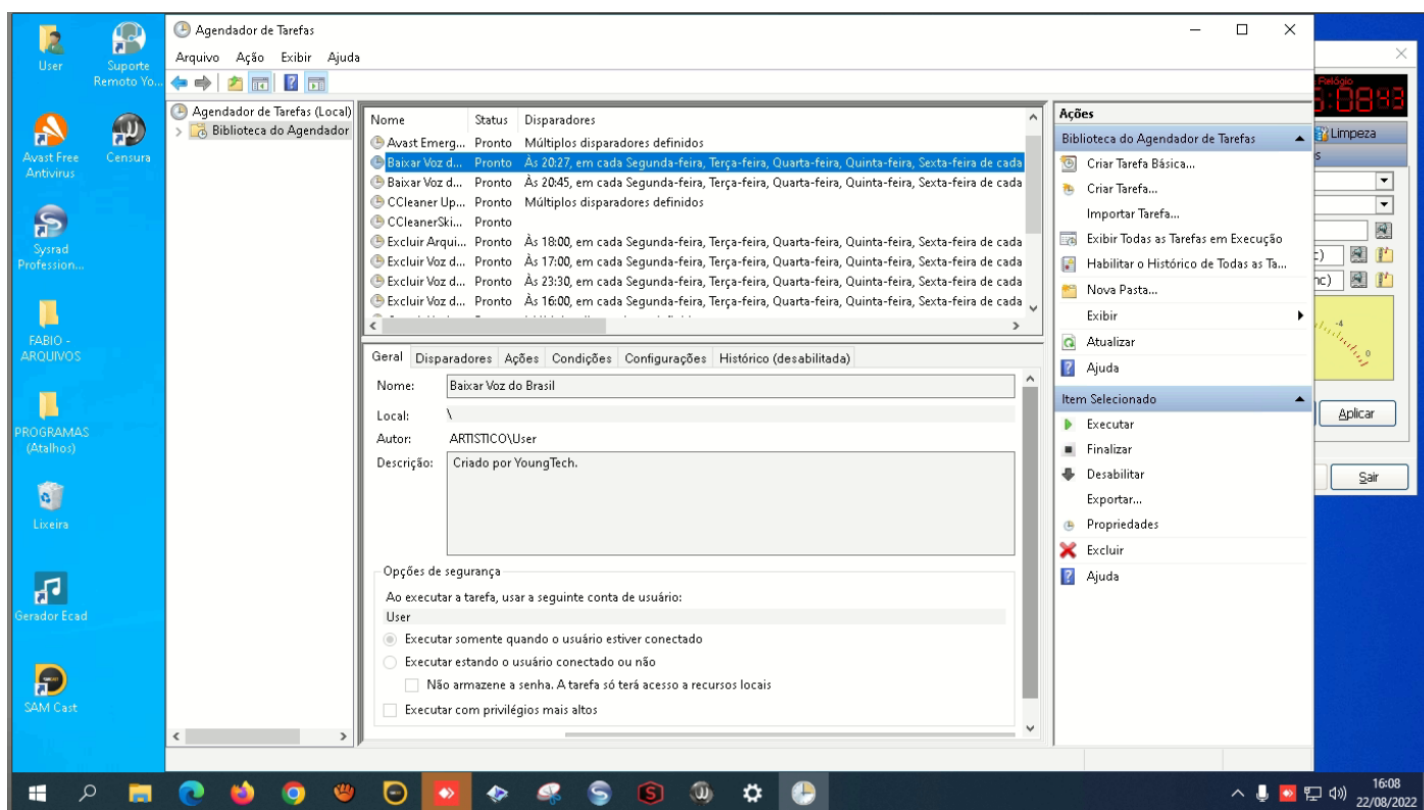 User
Suporte
Remoto Yo...
Avast Free
Antivirus
Censura
Sysrad
Profession...
FABIO -
ARQUIVOS
PROGRAMAS
(Atalhos)
Lixeira
Gerador Ecad
SAM Cast
Agendador de Tarefas
Arquivo Ação Exibir Ajuda
Agendador de Tarefas (Local)
Biblioteca do Agendador
Nome Status Disparadores
Avast Emerg... Pronto Múltiplos disparadores definidos
Baixar Voz d... Pronto Às 20:27, em cada Segunda-feira, Terça-feira, Quarta-feira, Quinta-feira, Sexta-feira de cada
Baixar Voz d... Pronto Às 20:45, em cada Segunda-feira, Terça-feira, Quarta-feira, Quinta-feira, Sexta-feira de cada
CCleaner Up... Pronto Múltiplos disparadores definidos
CCleanerSki... Pronto
Excluir Arqui... Pronto Às 18:00, em cada Segunda-feira, Terça-feira, Quarta-feira, Quinta-feira, Sexta-feira de cada
Excluir Voz d... Pronto Às 17:00, em cada Segunda-feira, Terça-feira, Quarta-feira, Quinta-feira, Sexta-feira de cada
Excluir Voz d... Pronto Às 23:30, em cada Segunda-feira, Terça-feira, Quarta-feira, Quinta-feira, Sexta-feira de cada
Excluir Voz d... Pronto Às 16:00, em cada Segunda-feira, Terça-feira, Quarta-feira, Quinta-feira, Sexta-feira de cada
Geral Disparadores Ações Condições Configurações Histórico (desabilitada)
Nome: Baixar Voz do Brasil
Local: \
Autor: ARTISTICO\User
Descrição: Criado por YoungTech.
Opções de segurança
Ao executar a tarefa, usar a seguinte conta de usuário:
User
Executar somente quando o usuário estiver conectado
Executar estando o usuário conectado ou não
Não armazene a senha. A tarefa só terá acesso a recursos locais
Executar com privilégios mais altos
Ações
Biblioteca do Agendador de Tarefas
Criar Tarefa Básica...
Criar Tarefa...
Importar Tarefa...
Exibir Todas as Tarefas em Execução
Habilitar o Histórico de Todas as Ta...
Nova Pasta...
Exibir
Atualizar
Ajuda
Item Selecionado
Executar
Finalizar
Desabilitar
Exportar...
Propriedades
Excluir
Ajuda
Relógio
:0843
Limpeza
-4
0
Aplicar
Sair
16:08
22/08/2022